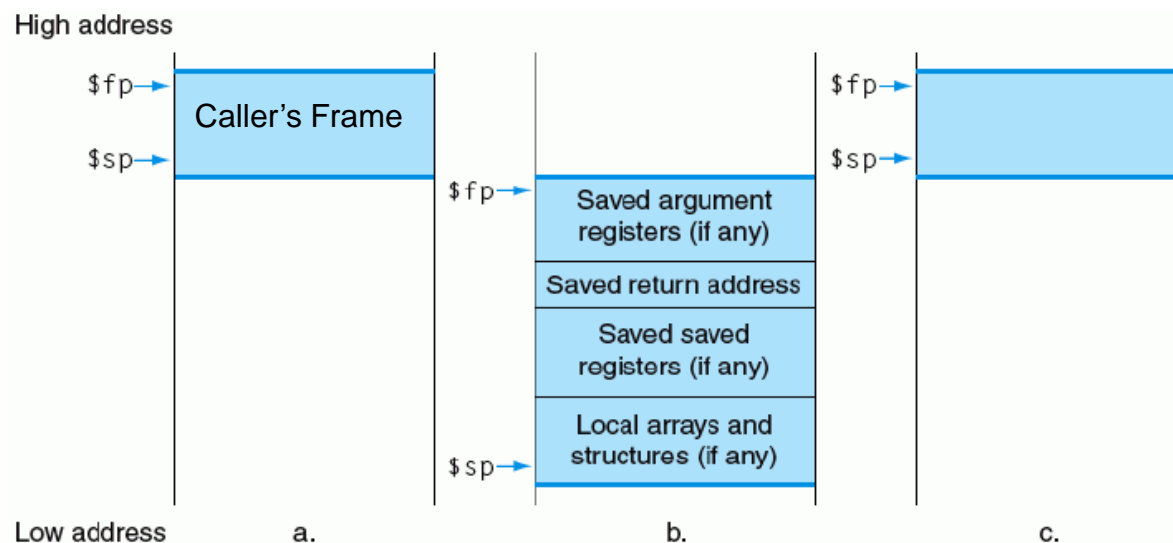 High address
$fp
Caller's Frame
$sp
$fp
Saved argument
registers (if any)
Saved return address
Saved saved
registers (if any)
Local arrays and
structures (if any)
$sp
$fp
$sp
Low address
a.
b.
c.